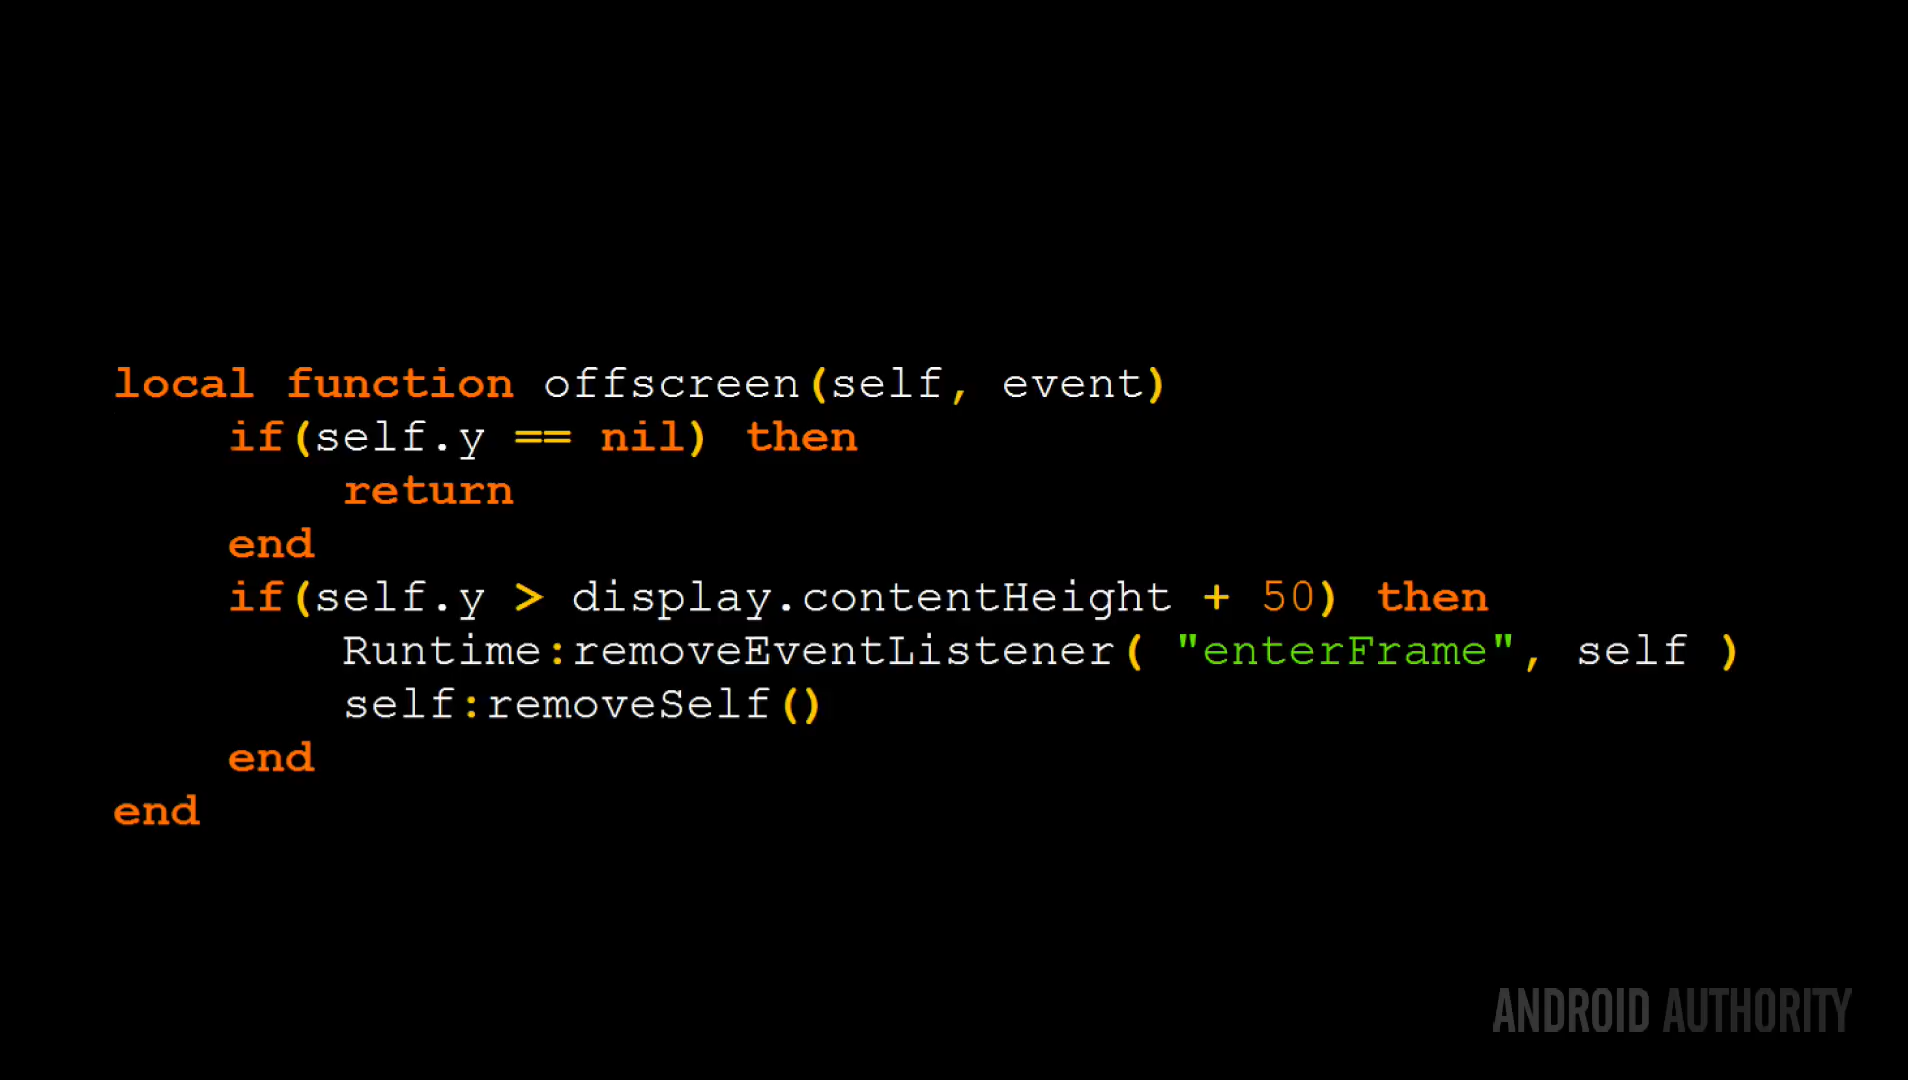 local function offscreen(self, event)
    if(self.y == nil) then
        return
    end
    if(self.y > display.contentHeight + 50) then
        Runtime:removeEventListener( "enterFrame", self )
        self:removeSelf()
    end
end
ANDROID AUTHORITY